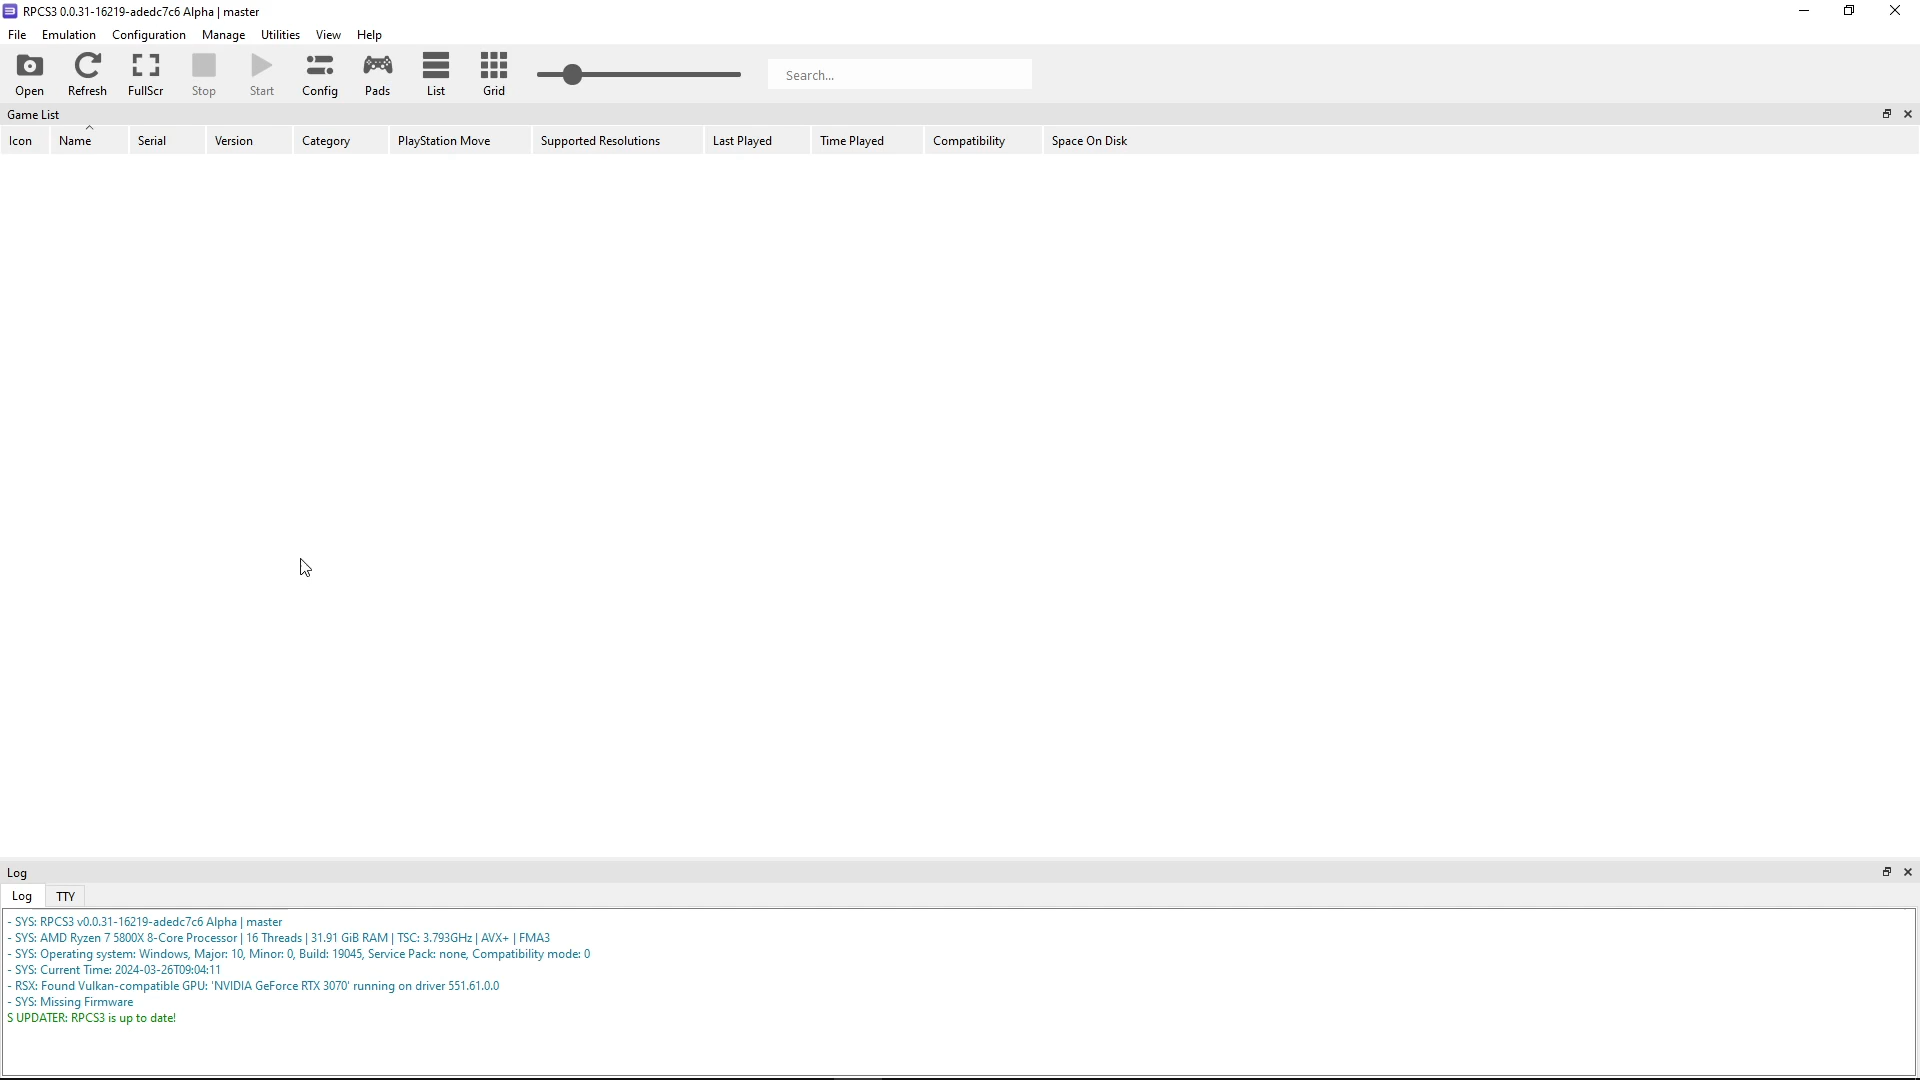 RPCS3 0.0.31-16219-adedc7c6 Alpha | master
File Emulation Configuration Manage Utilities View Help
Open Refresh FullScr Stop Start Config Pads List Grid Search...
Game List
Icon Name Serial Version Category PlayStation Move Supported Resolutions Last Played Time Played Compatibility Space On Disk
Log
Log TTY
- SYS: RPCS3 v0.0.31-16219-adedc7c6 Alpha | master
- SYS: AMD Ryzen 7 5800X 8-Core Processor | 16 Threads | 31.91 GiB RAM | TSC: 3.793GHz | AVX+ | FMA3
- SYS: Operating system: Windows, Major: 10, Minor: 0, Build: 19045, Service Pack: none, Compatibility mode: 0
- SYS: Current Time: 2024-03-26T09:04:11
- RSX: Found Vulkan-compatible GPU: 'NVIDIA GeForce RTX 3070' running on driver 551.61.0.0
- SYS: Missing Firmware
S UPDATER: RPCS3 is up to date!